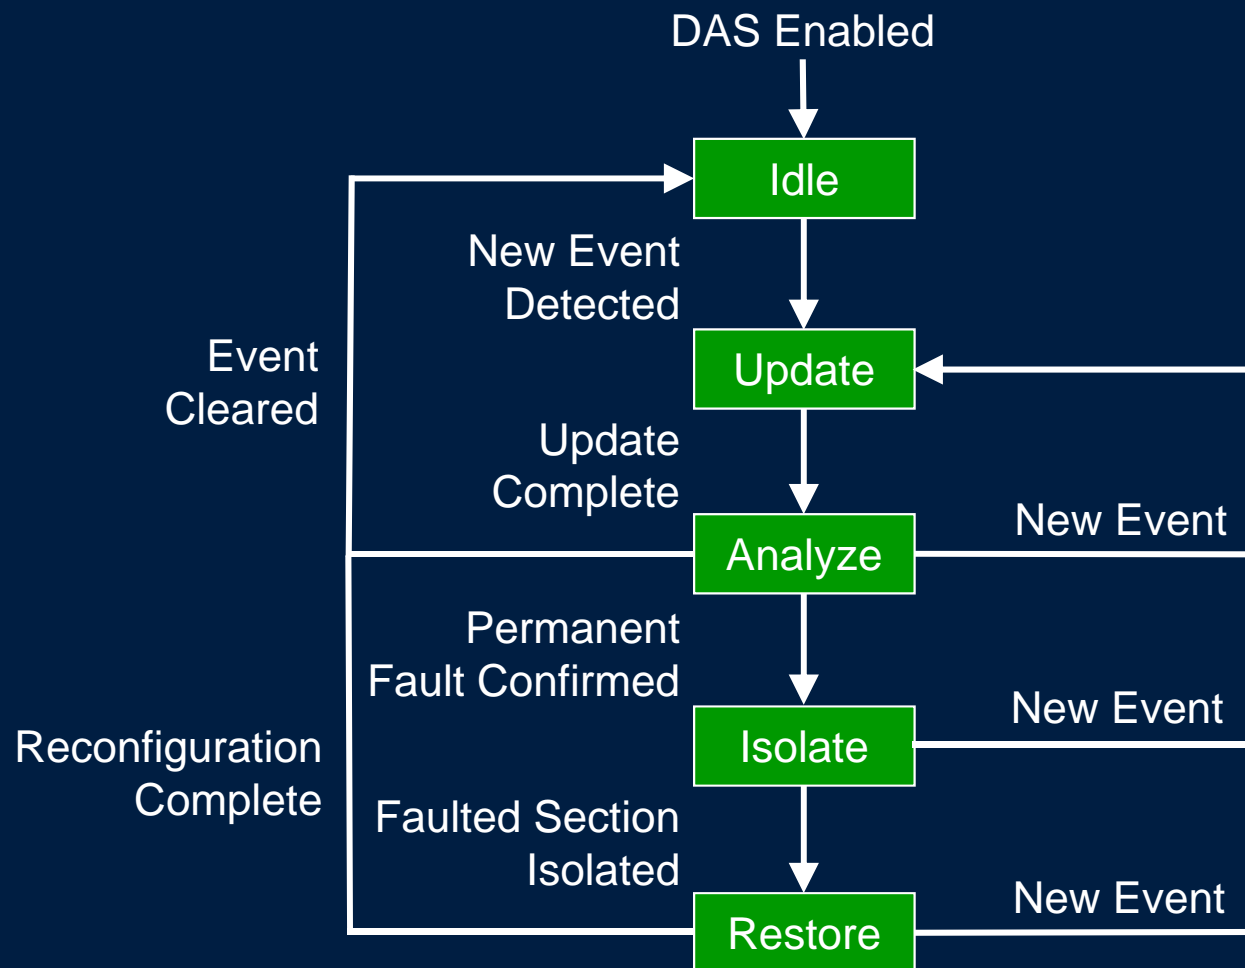 DAS Enabled
Idle
New Event
Detected
Event
Cleared
Update
Update
Complete
Analyze
New Event
Permanent
Fault Confirmed
Isolate
New Event
Reconfiguration
Complete
Faulted Section
Isolated
Restore
New Event